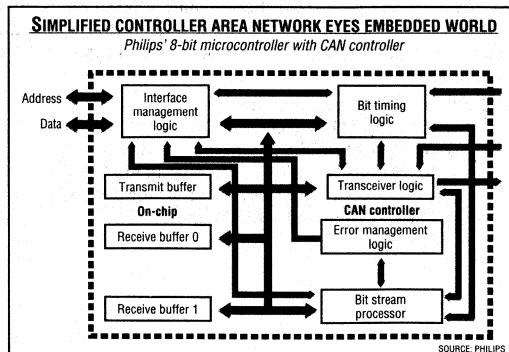 SIMPLIFIED CONTROLLER AREA NETWORK EYES EMBEDDED WORLD
Philips' 8-bit microcontroller with CAN controller
Address
Data
Interface
management
logic
Bit timing
logic
Transmit buffer
Transceiver logic
On-chip
CAN controller
Receive buffer 0
Error management
logic
Receive buffer 1
Bit stream
processor
SOURCE: PHILIPS